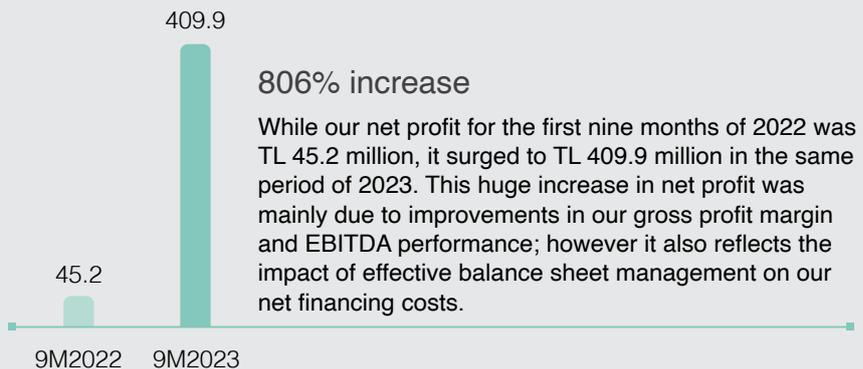 409.9
806% increase
While our net profit for the first nine months of 2022 was
TL 45.2 million, it surged to TL 409.9 million in the same
period of 2023. This huge increase in net profit was
mainly due to improvements in our gross profit margin
and EBITDA performance; however it also reflects the
impact of effective balance sheet management on our
net financing costs.
45.2
9M2022 9M2023